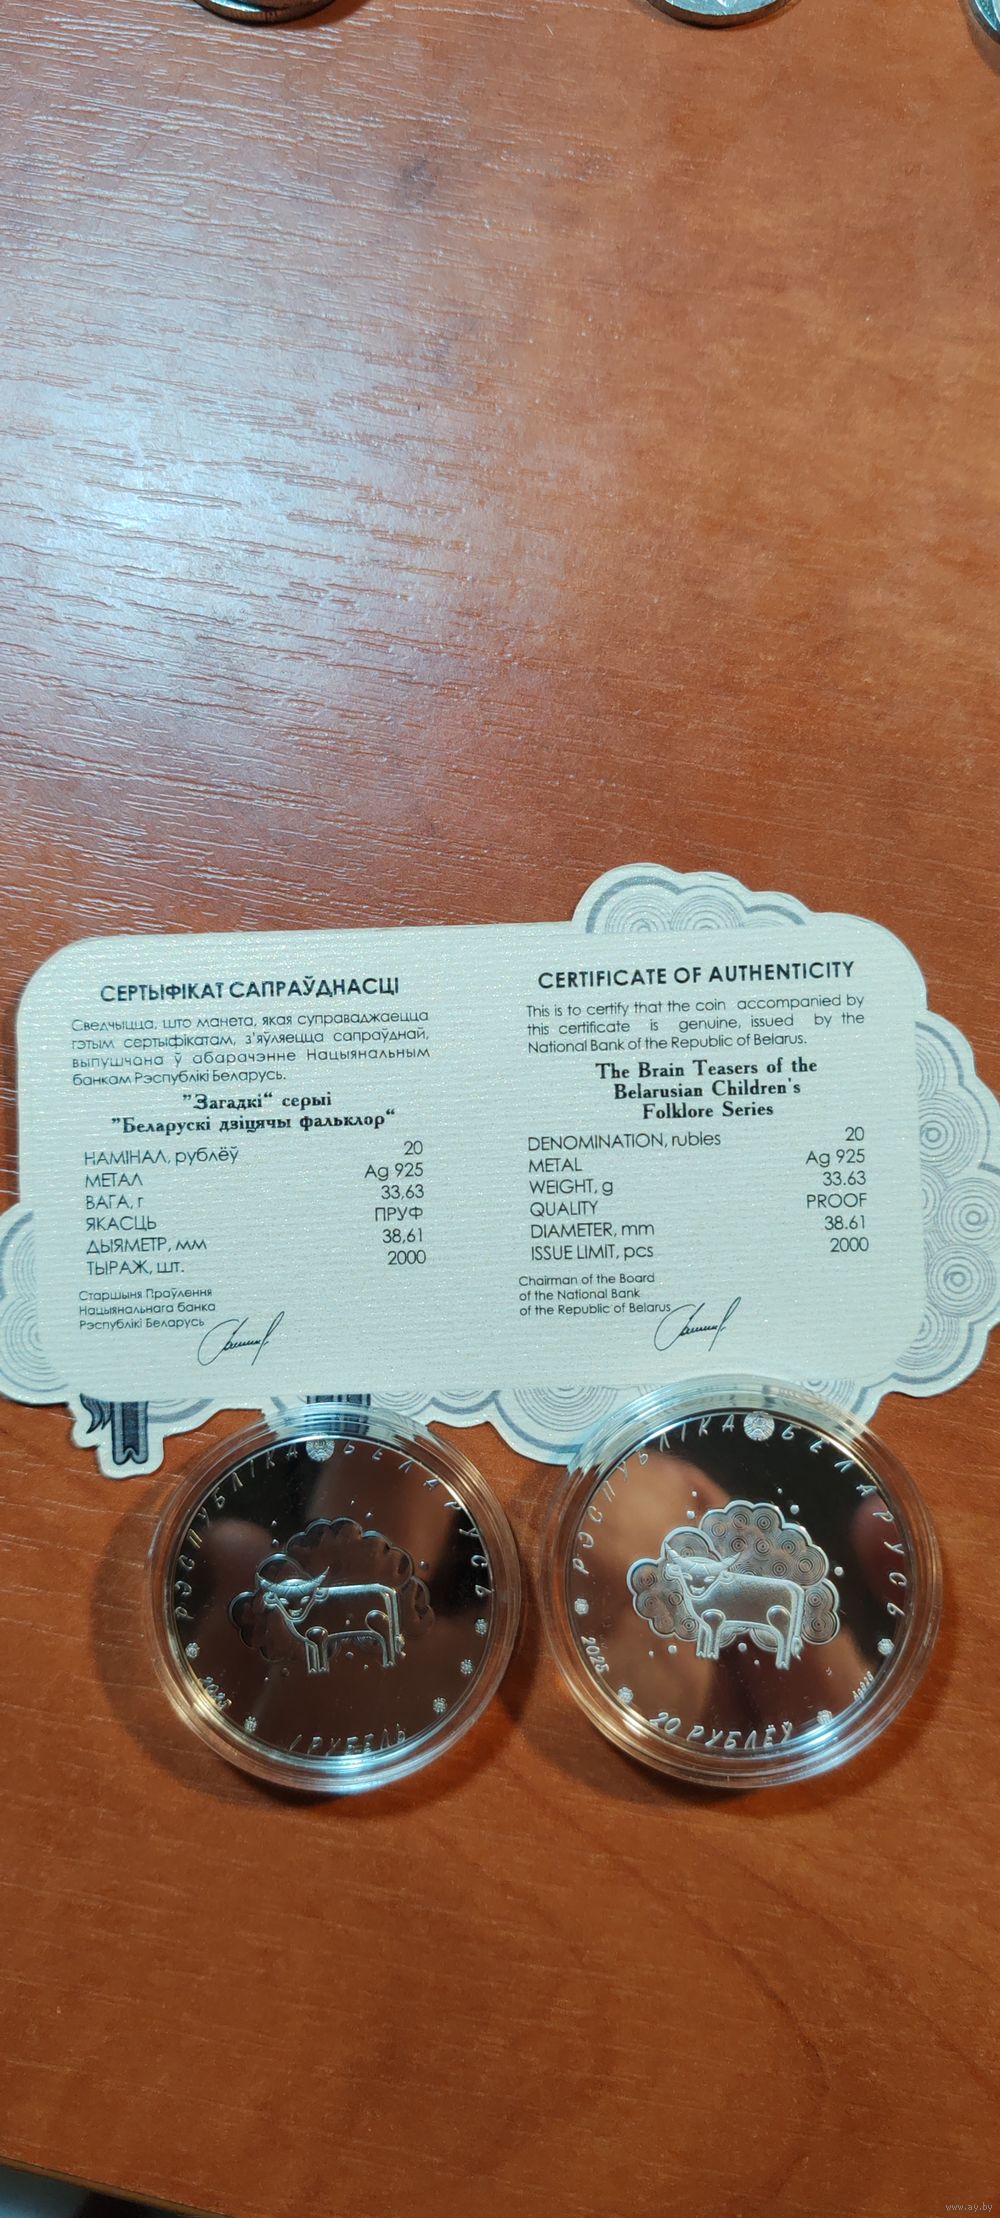 СЕРТЫФІКАТ САПРАЎДНАСЦІ
Сведчыцца, што манета, якая суправаджаецца
гэтым сертыфікатам, з'яўляецца сапраўднай,
выпушчана ў абарачэнне Нацыянальным
банкам Рэспублікі Беларусь.
"Загадкі“ серыі
"Беларускі дзіцячы фальклор“
НАМІНАЛ, рублёў 20
МЕТАЛ Ag 925
ВАГА, г 33,63
ЯКАСЦЬ ПРУФ
ДЫЯМЕТР, мм 38,61
ТЫРАЖ, шт. 2000
Старшыня Праўлення
Нацыянальнага банка
Рэспублікі Беларусь
CERTIFICATE OF AUTHENTICITY
This is to certify that the coin accompanied by
this certificate is genuine, issued by the
National Bank of the Republic of Belarus.
The Brain Teasers of the
Belarusian Children's
Folklore Series
DENOMINATION, rubles 20
METAL Ag 925
WEIGHT, g 33.63
QUALITY PROOF
DIAMETER, mm 38.61
ISSUE LIMIT, pcs 2000
Chairman of the Board
of the National Bank
of the Republic of Belarus
РЭСПУБЛІКА БЕЛАРУСЬ
2025
1 РУБЕЛЬ
РЭСПУБЛІКА БЕЛАРУСЬ
2025
20 РУБЛЁЎ
Ag925
www.ay.by